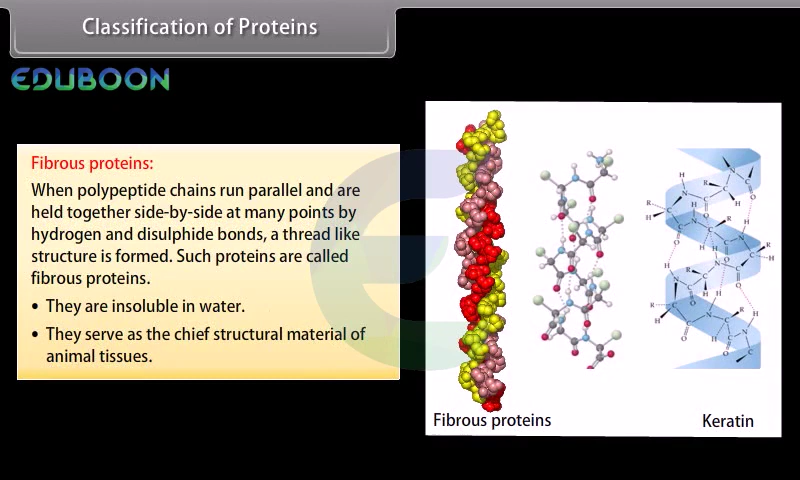 Classification of Proteins
EDUBOON
Fibrous proteins:
When polypeptide chains run parallel and are
held together side-by-side at many points by
hydrogen and disulphide bonds, a thread like
structure is formed. Such proteins are called
fibrous proteins.
• They are insoluble in water.
• They serve as the chief structural material of
animal tissues.
Fibrous proteins
Keratin